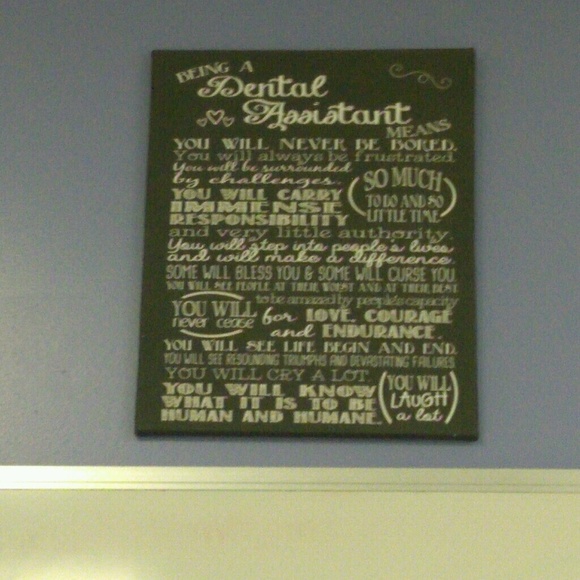 BEING A
Dental
Assistant
MEANS
YOU WILL NEVER BE BORED.
You will always be frustrated.
You will be surrounded
by challenges.
(SO MUCH
TO DO AND SO
LITTLE TIME.)
YOU WILL CARRY
IMMENSE
RESPONSIBILITY
and very little authority.
You will step into people's lives
and will make a difference.
SOME WILL BLESS YOU & SOME WILL CURSE YOU.
YOU WILL SEE PEOPLE AT THEIR WORST AND AT THEIR BEST.
YOU WILL
never cease
to be amazed by people's capacity
for LOVE, COURAGE
and ENDURANCE.
YOU WILL SEE LIFE BEGIN AND END.
YOU WILL SEE RESOUNDING TRIUMPHS AND DEVASTATING FAILURES.
YOU WILL CRY A LOT.
(YOU WILL
LAUGH
a lot.)
YOU WILL KNOW
WHAT IT IS TO BE
HUMAN AND HUMANE.